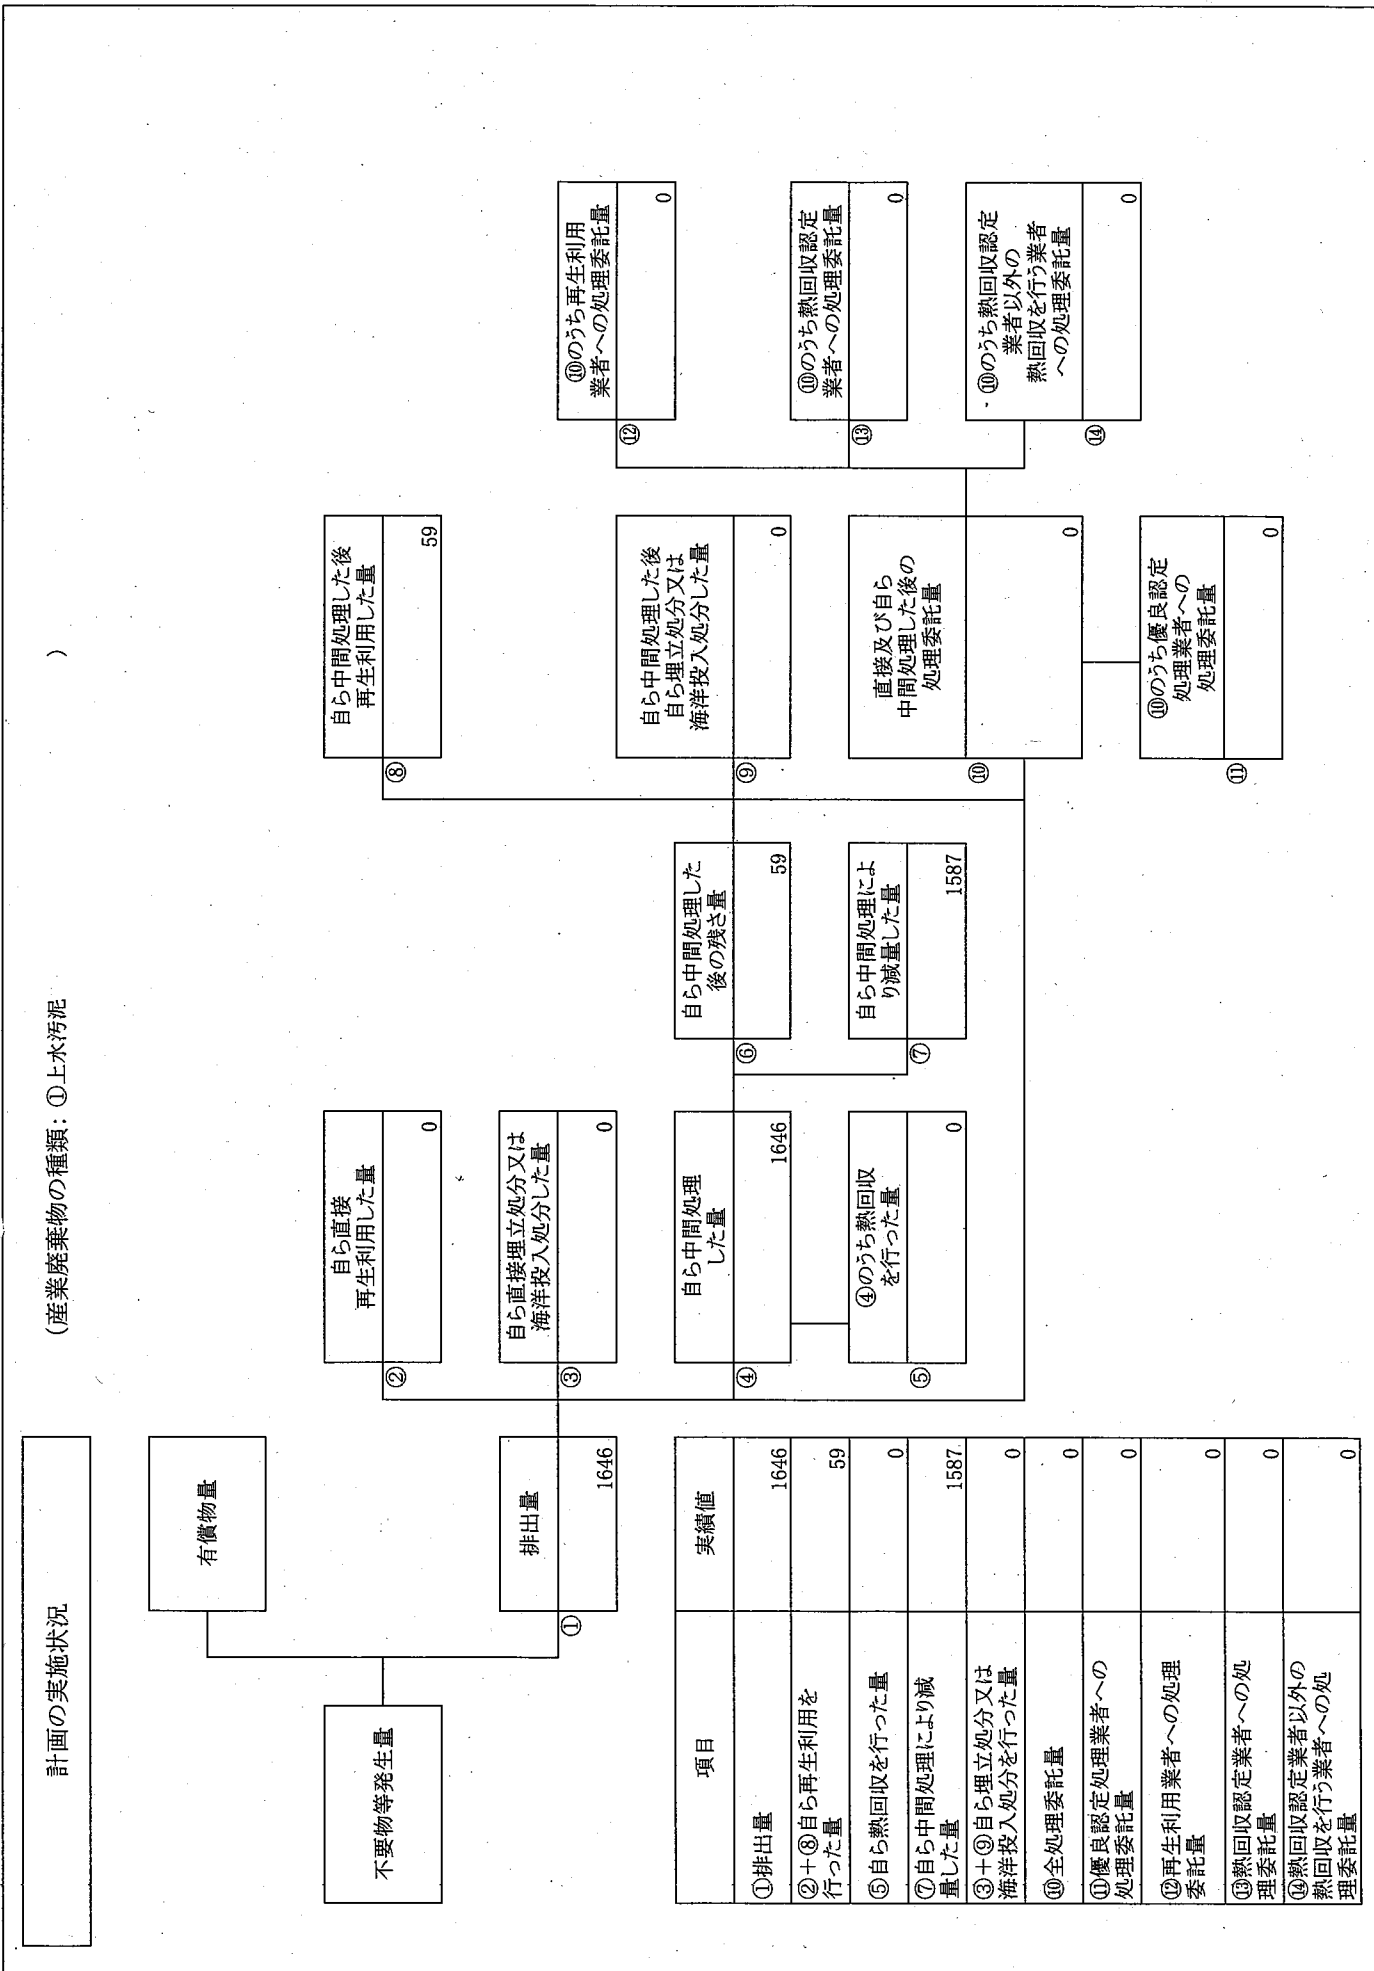 計画の実施状況
(産業廃棄物の種類: ①上水汚泥
)
不要物等発生量
有償物量
排出量
①
1646
自ら直接
再生利用した量
②
0
自ら直接埋立処分又は
海洋投入処分した量
③
0
自ら中間処理
した量
④
1646
④のうち熱回収
を行った量
⑤
0
自ら中間処理した
後の残さ量
⑥
59
自ら中間処理によ
り減量した量
⑦
1587
自ら中間処理した後
再生利用した量
⑧
59
自ら中間処理した後
自ら埋立処分又は
海洋投入処分した量
⑨
0
直接及び自ら
中間処理した後の
処理委託量
⑩
0
⑩のうち優良認定
処理業者への
処理委託量
⑪
0
⑩のうち再生利用
業者への処理委託量
⑫
0
⑩のうち熱回収認定
業者への処理委託量
⑬
0
⑩のうち熱回収認定
業者以外の
熱回収を行う業者
への処理委託量
⑭
0
項目 実績値
①排出量 1646
②+⑧自ら再生利用を
行った量 59
⑤自ら熱回収を行った量 0
⑦自ら中間処理により減
量した量 1587
③+⑨自ら埋立処分又は
海洋投入処分を行った量 0
⑩全処理委託量 0
⑪優良認定処理業者への
処理委託量 0
⑫再生利用業者への処理
委託量 0
⑬熱回収認定業者への処
理委託量 0
⑭熱回収認定業者以外の
熱回収を行う業者への処
理委託量 0